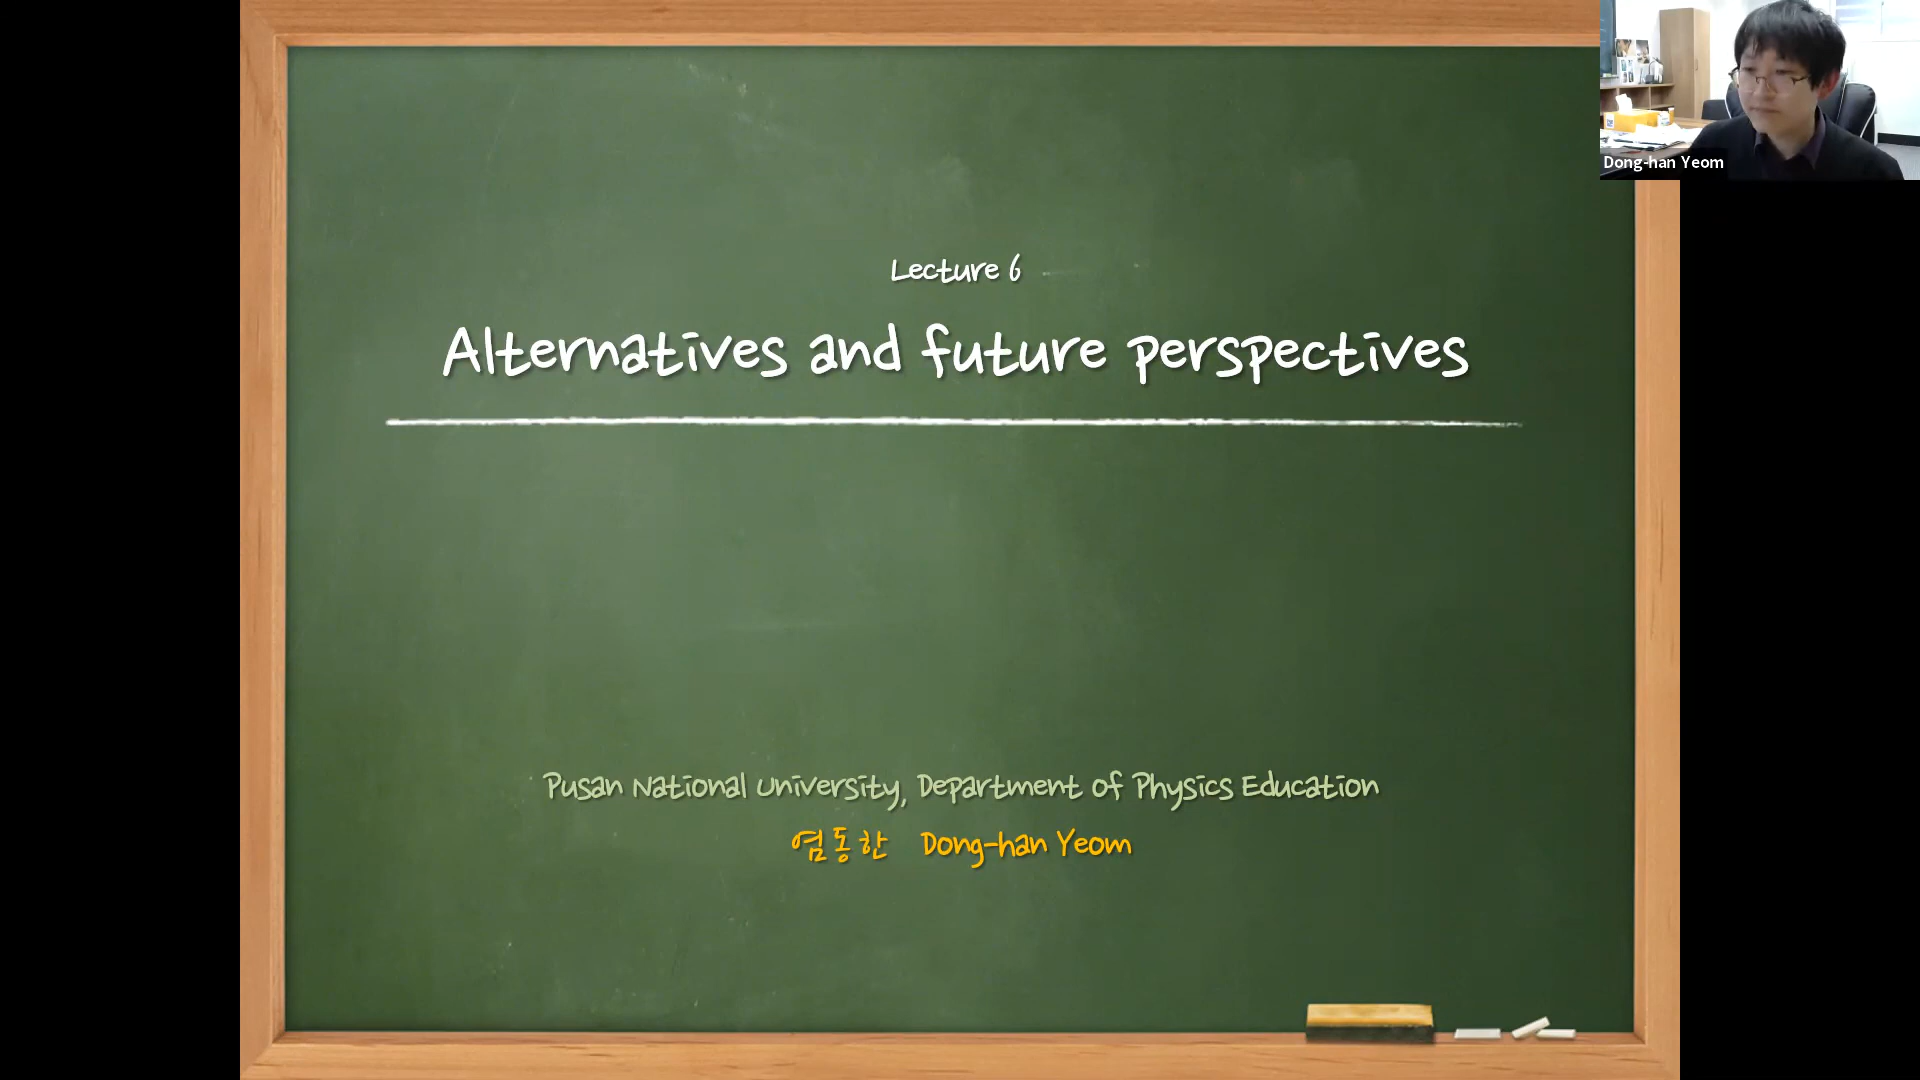 Lecture 6
Alternatives and future perspectives
Pusan National University, Department of Physics Education
염동한 Dong-han Yeom
Dong-han Yeom